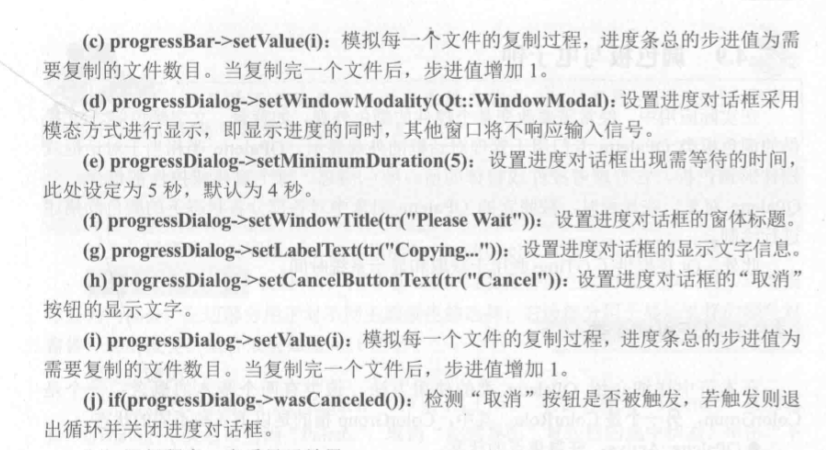 (c) progressBar->setValue(i)：模拟每一个文件的复制过程，进度条总的步进值为需
要复制的文件数目。当复制完一个文件后，步进值增加 1。
(d) progressDialog->setWindowModality(Qt::WindowModal)：设置进度对话框采用
模态方式进行显示，即显示进度的同时，其他窗口将不响应输入信号。
(e) progressDialog->setMinimumDuration(5)：设置进度对话框出现需等待的时间，
此处设定为 5 秒，默认为 4 秒。
(f) progressDialog->setWindowTitle(tr("Please Wait"))：设置进度对话框的窗体标题。
(g) progressDialog->setLabelText(tr("Copying..."))：设置进度对话框的显示文字信息。
(h) progressDialog->setCancelButtonText(tr("Cancel"))：设置进度对话框的“取消”
按钮的显示文字。
(i) progressDialog->setValue(i)：模拟每一个文件的复制过程，进度条总的步进值为
需要复制的文件数目。当复制完一个文件后，步进值增加 1。
(j) if(progressDialog->wasCanceled())：检测“取消”按钮是否被触发，若触发则退
出循环并关闭进度对话框。